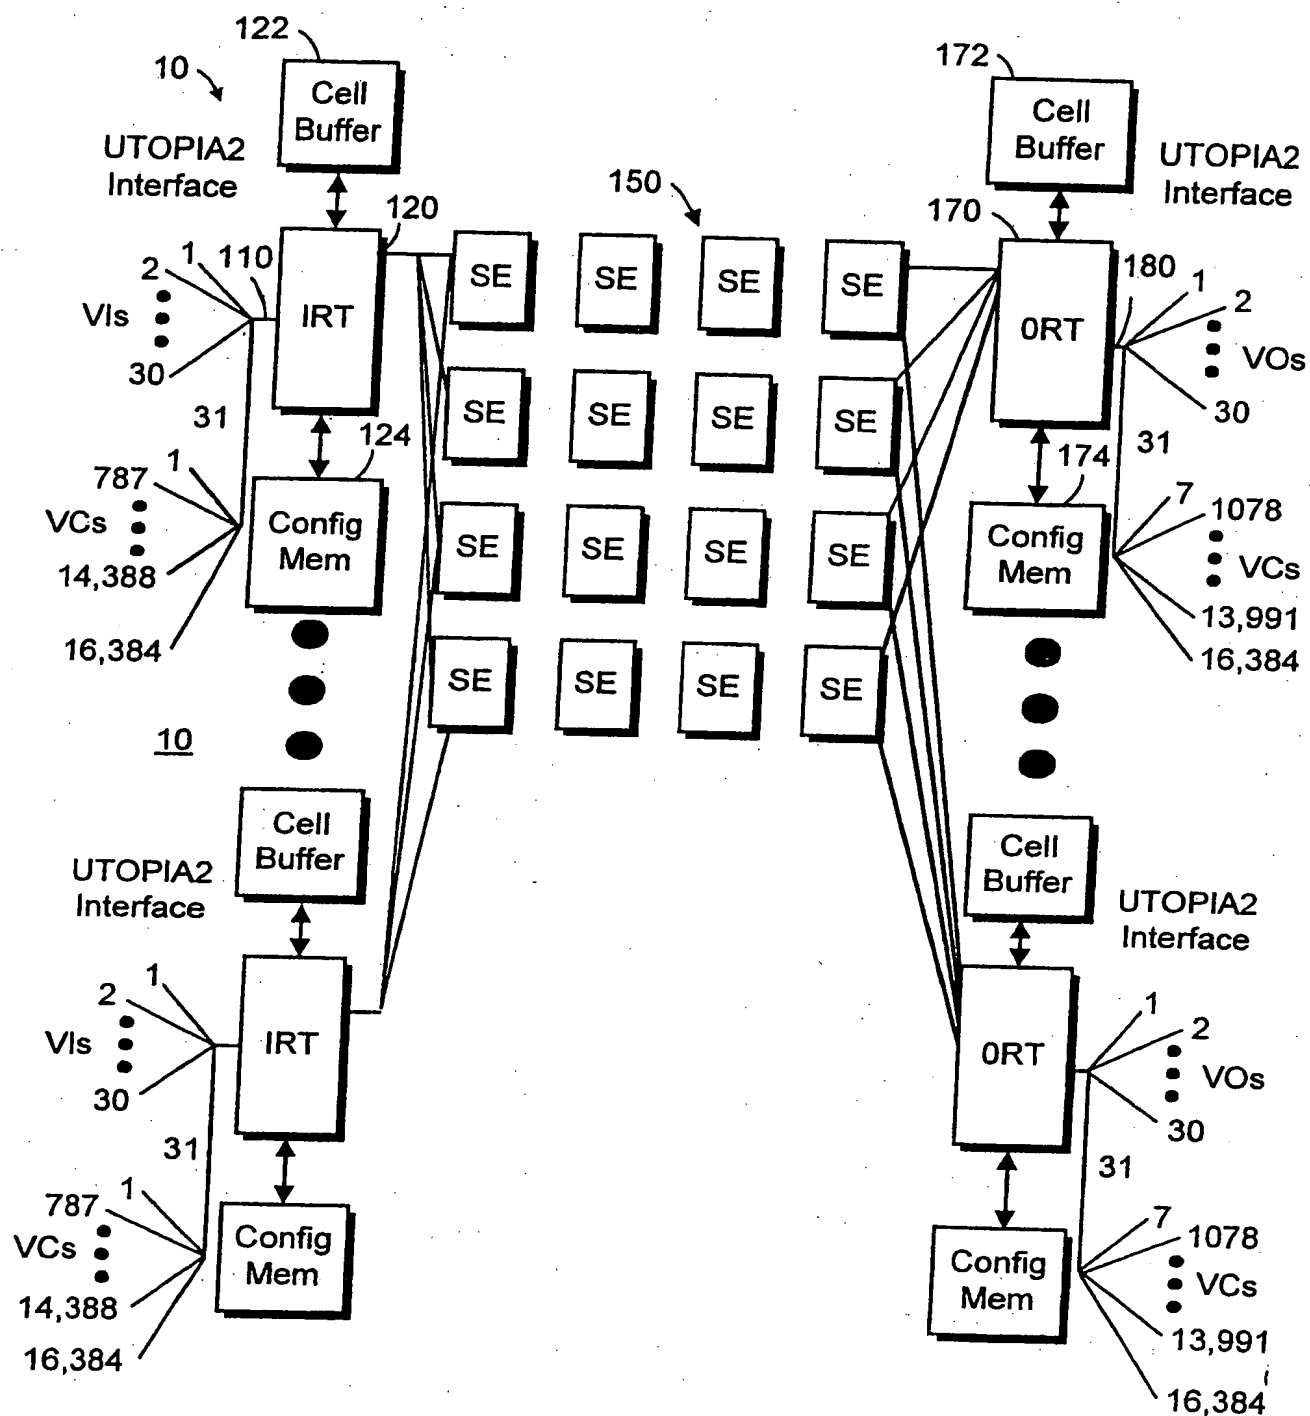 122
10
Cell
Buffer
UTOPIA2
Interface
172
Cell
Buffer
UTOPIA2
Interface
150
120
170
180
110
1
2
VIs
30
IRT
SE SE SE SE
SE SE SE SE
SE SE SE SE
SE SE SE SE
0RT
1
2
VOs
30
31
31
124
174
1
787
VCs
14,388
16,384
Config
Mem
Config
Mem
7
1078
VCs
13,991
16,384
10
Cell
Buffer
UTOPIA2
Interface
Cell
Buffer
UTOPIA2
Interface
1
2
VIs
30
IRT
0RT
1
2
VOs
30
31
31
1
787
VCs
14,388
16,384
Config
Mem
Config
Mem
7
1078
VCs
13,991
16,384